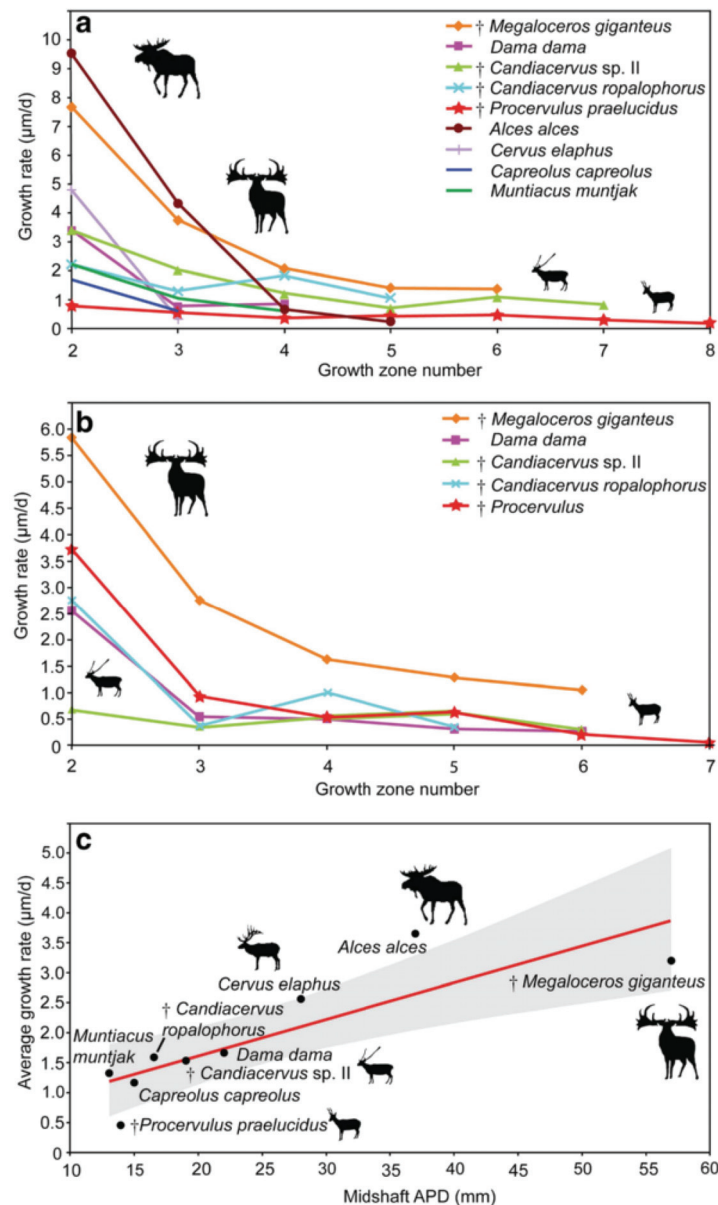 a
10
9
8
7
6
5
4
3
2
1
0
Growth rate (µm/d)
† Megaloceros giganteus
Dama dama
† Candiacervus sp. II
† Candiacervus ropalophorus
† Procervulus praelucidus
Alces alces
Cervus elaphus
Capreolus capreolus
Muntiacus muntjak
2 3 4 5 6 7 8
Growth zone number
b
6.0
5.5
5.0
4.5
4.0
3.5
3.0
2.5
2.0
1.5
1.0
0.5
0
Growth rate (µm/d)
† Megaloceros giganteus
Dama dama
† Candiacervus sp. II
† Candiacervus ropalophorus
† Procervulus
2 3 4 5 6 7
Growth zone number
c
5.0
4.5
4.0
3.5
3.0
2.5
2.0
1.5
1.0
0.5
0
Average growth rate (µm/d)
Alces alces
Cervus elaphus
† Megaloceros giganteus
† Candiacervus
ropalophorus
Muntiacus
muntjak
Dama dama
† Candiacervus sp. II
Capreolus capreolus
†Procervulus praelucidus
10 15 20 25 30 35 40 45 50 55 60
Midshaft APD (mm)